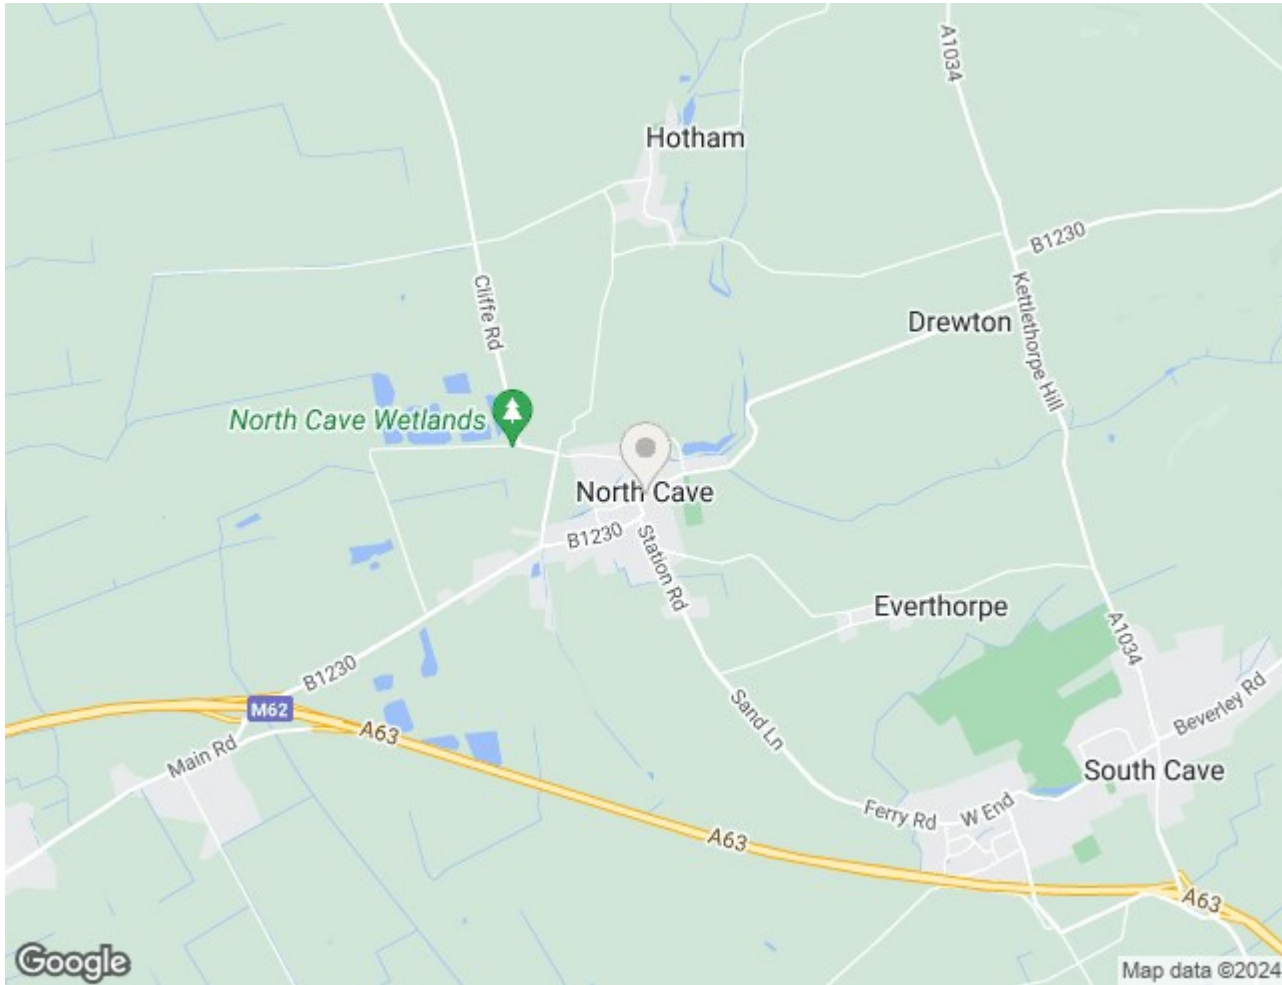 A1034
Hotham
B1230
Cliffe Rd
Kettlethorpe Hill
Drewton
North Cave Wetlands
North Cave
B1230
Station Rd
Everthorpe
A1034
B1230
Beverley Rd
M62
A63
Sand Ln
Main Rd
South Cave
Ferry Rd
W End
A63
A63
Google
Map data ©2024